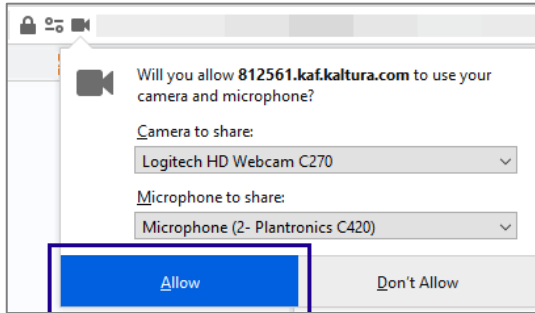 Will you allow 812561.kaf.kaltura.com to use your
camera and microphone?
Camera to share:
Logitech HD Webcam C270
Microphone to share:
Microphone (2- Plantronics C420)
Allow
Don't Allow